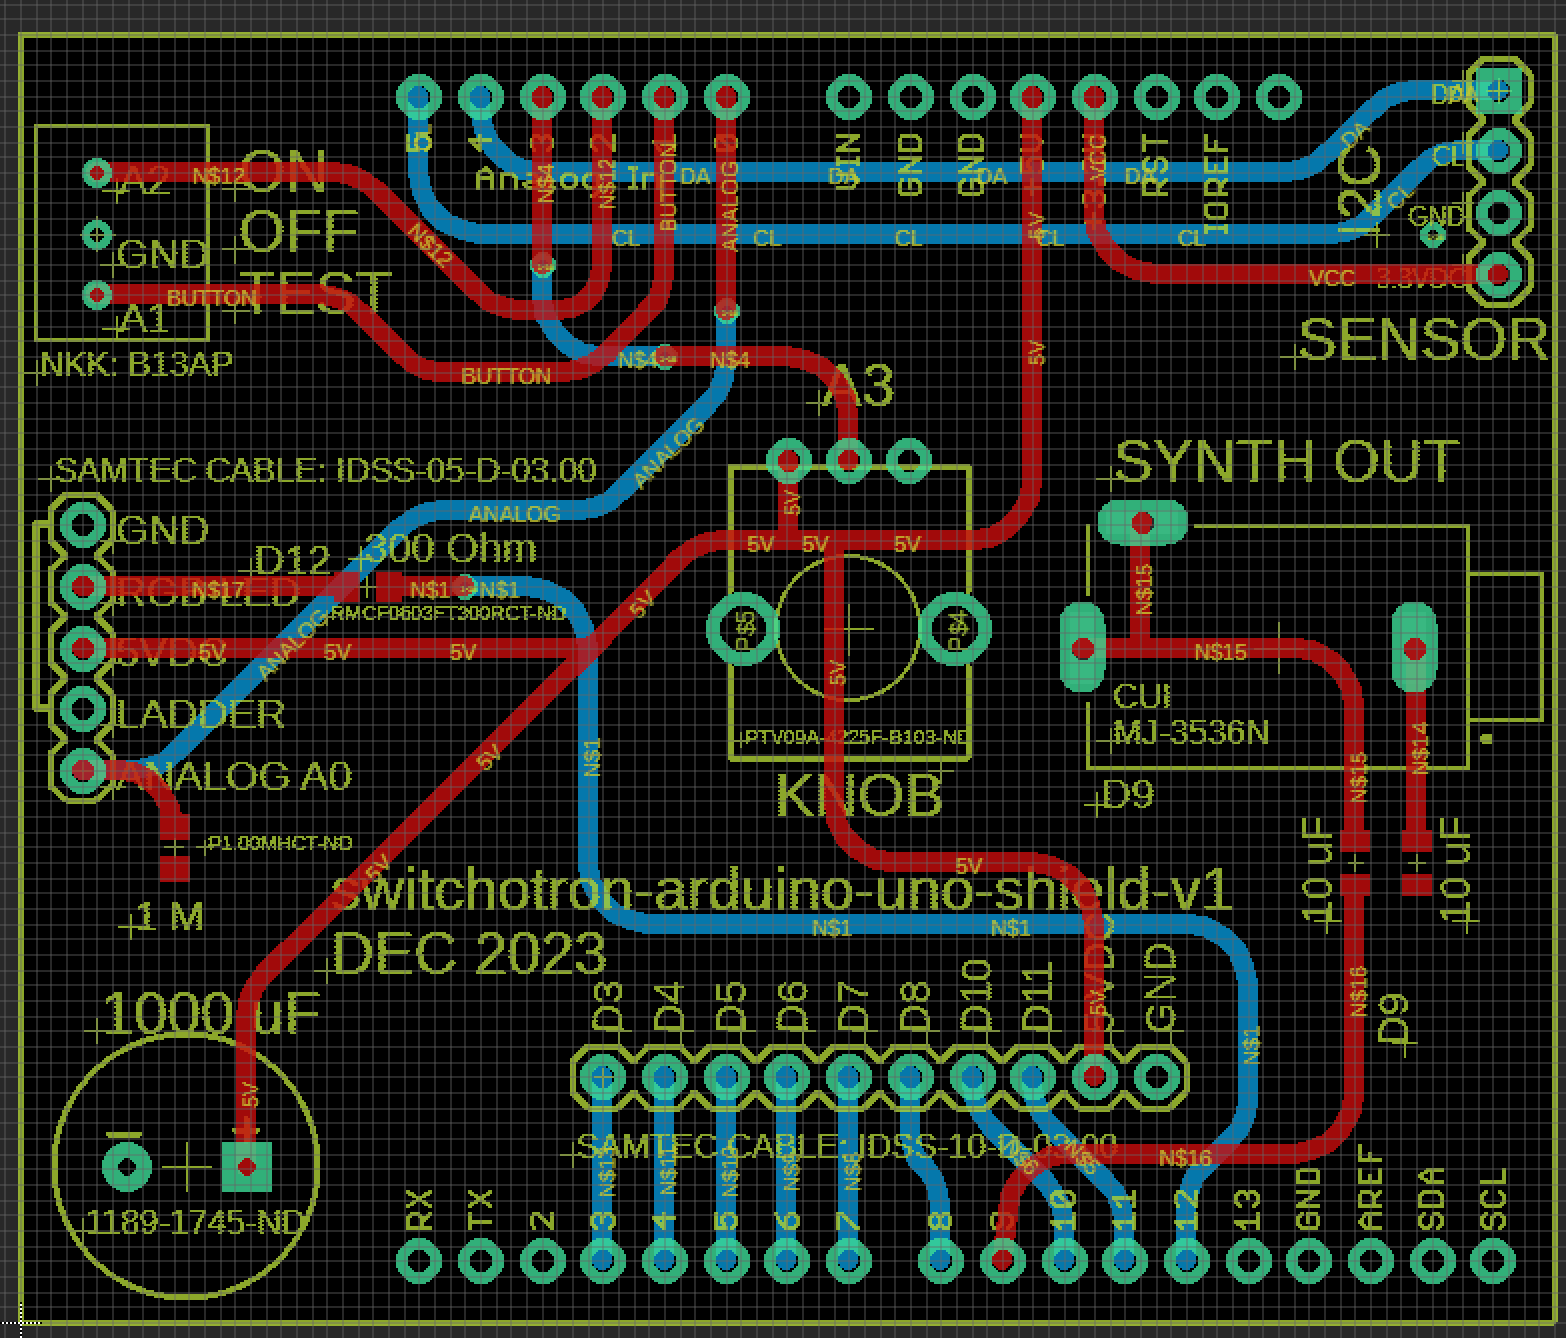 5 4 3 2 1 0
Analog In
VIN GND GND +5V +3V RST IOREF
DA DA DA DA DA
CL CL CL CL CL CL
N$4 N$12 BUTTON ANALOG 5V VCC
I2C
GND
VCC 3.3VDC
SENSOR
A2 N$12 ON
OFF
GND
TEST
BUTTON
A1
N$12
NKK: B13AP
BUTTON
N$4 N$4
5V
A3
SAMTEC CABLE: IDSS-05-D-03.00
ANALOG
ANALOG
SYNTH OUT
GND
D12 300 Ohm
5V 5V 5V 5V
RGB LED N$17 N$1 N$1
RMCF0603FT300RCT-ND
5V
ANALOG
5VDC 5V 5V 5V
P$5 P$4
5V
N$15
N$15
LADDER
CUI
MJ-3536N
PTV09A-4225F-B103-ND
5V N$1
N$15 N$14
ANALOG A0
KNOB
D9
P1.00MHCT-ND
5V
5V
10 uF 10 uF
switchotron-arduino-uno-shield-v1
1 M
N$1 N$1
DEC 2023
1000 uF
D3 D4 D5 D6 D7 D8 D10 D11 5VDC GND
5V
N$1 N$16
D9
5V
+
SAMTEC CABLE: IDSS-10-D-03.00
N$16
1189-1745-ND
RX TX 2 3 4 5 6 7 8 9 10 11 12 13 GND AREF SDA SCL